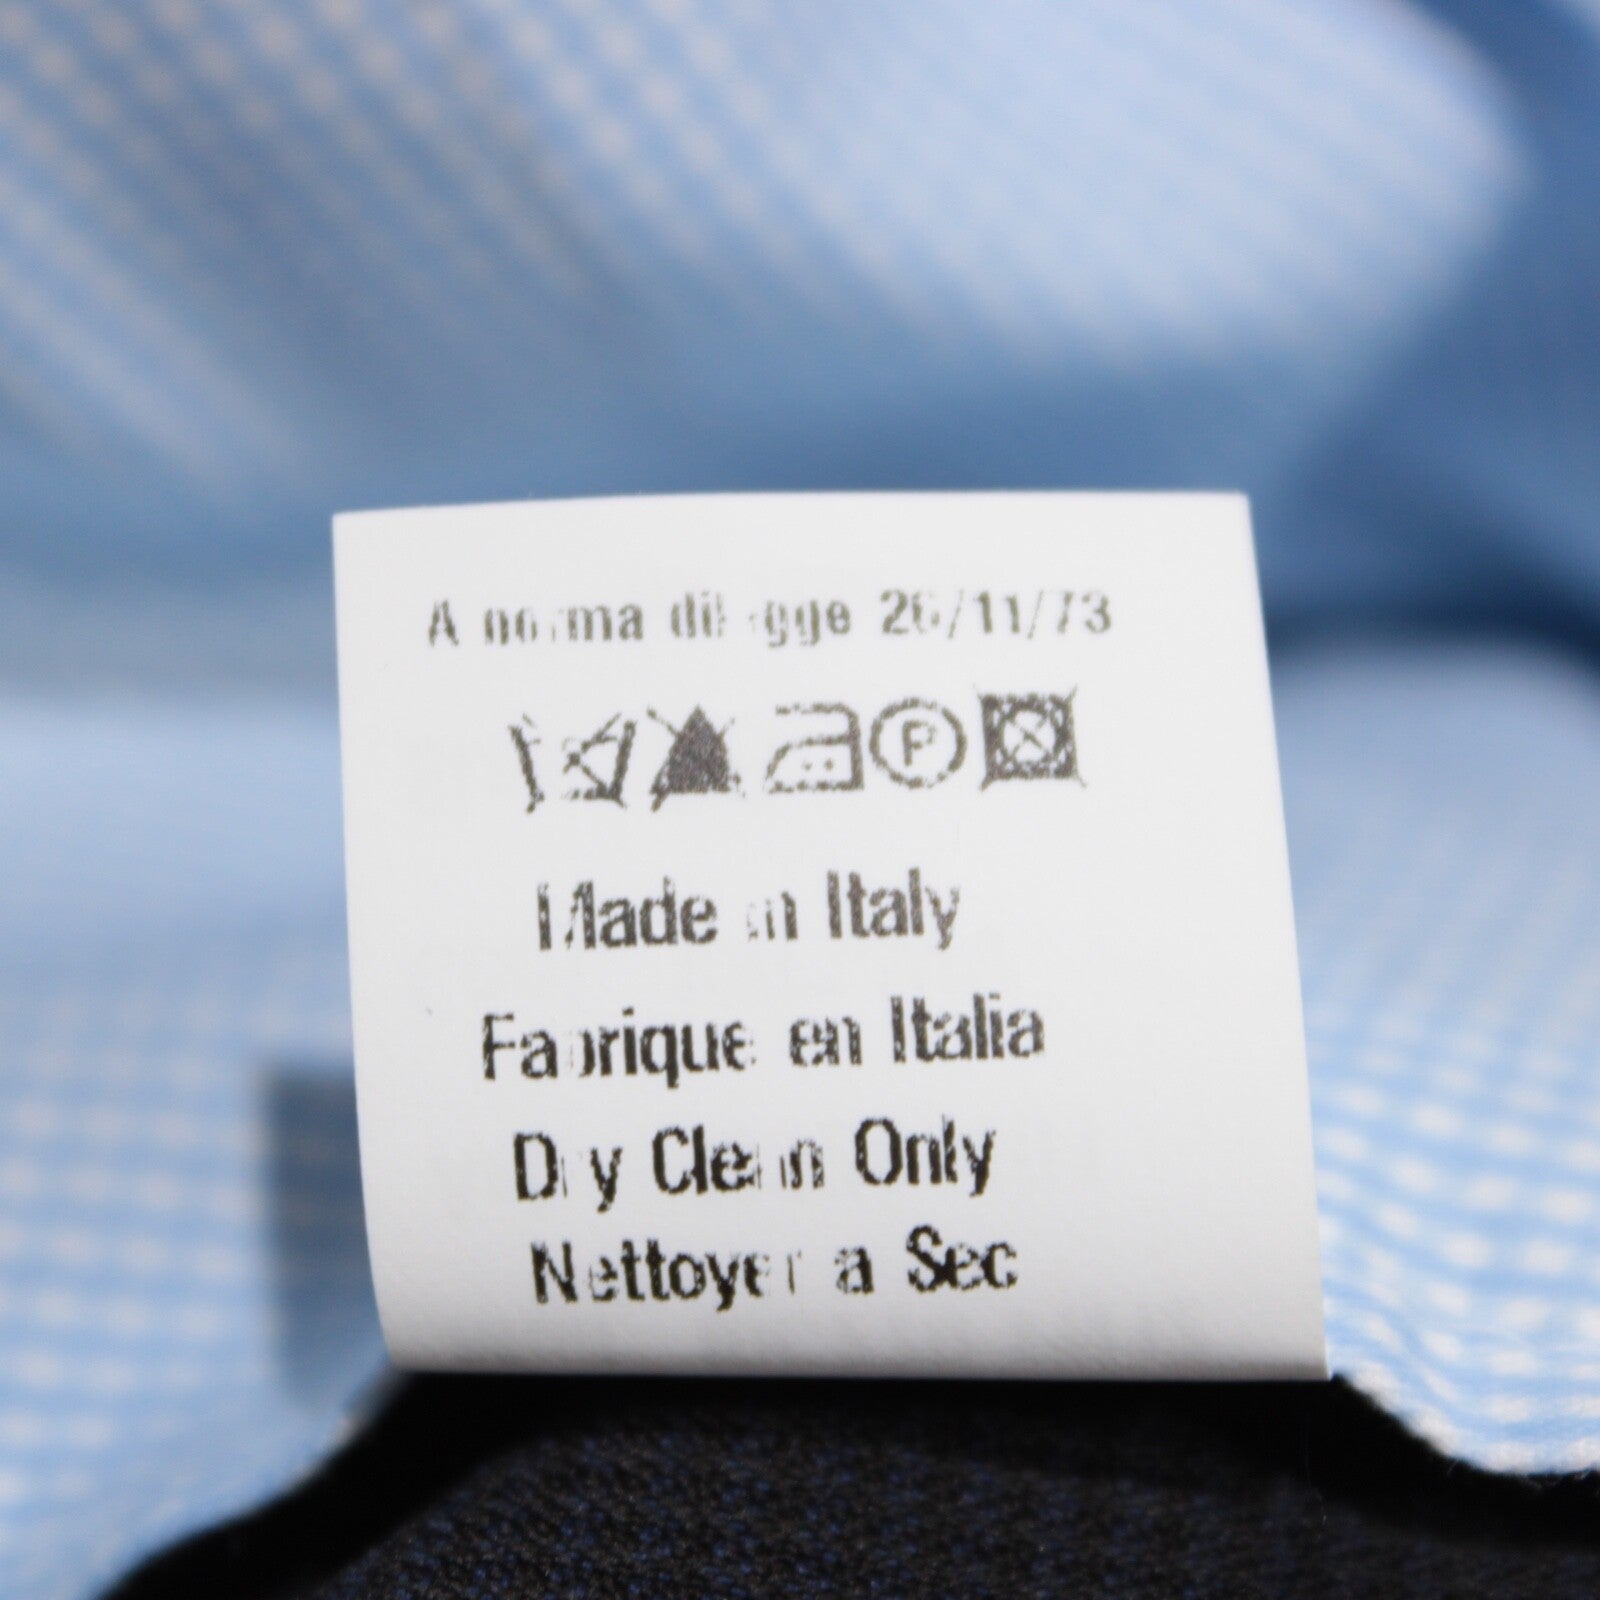 A norma di legge 26/11/73
P
Made in Italy
Fabrique en Italia
Dry Clean Only
Nettoyer a Sec